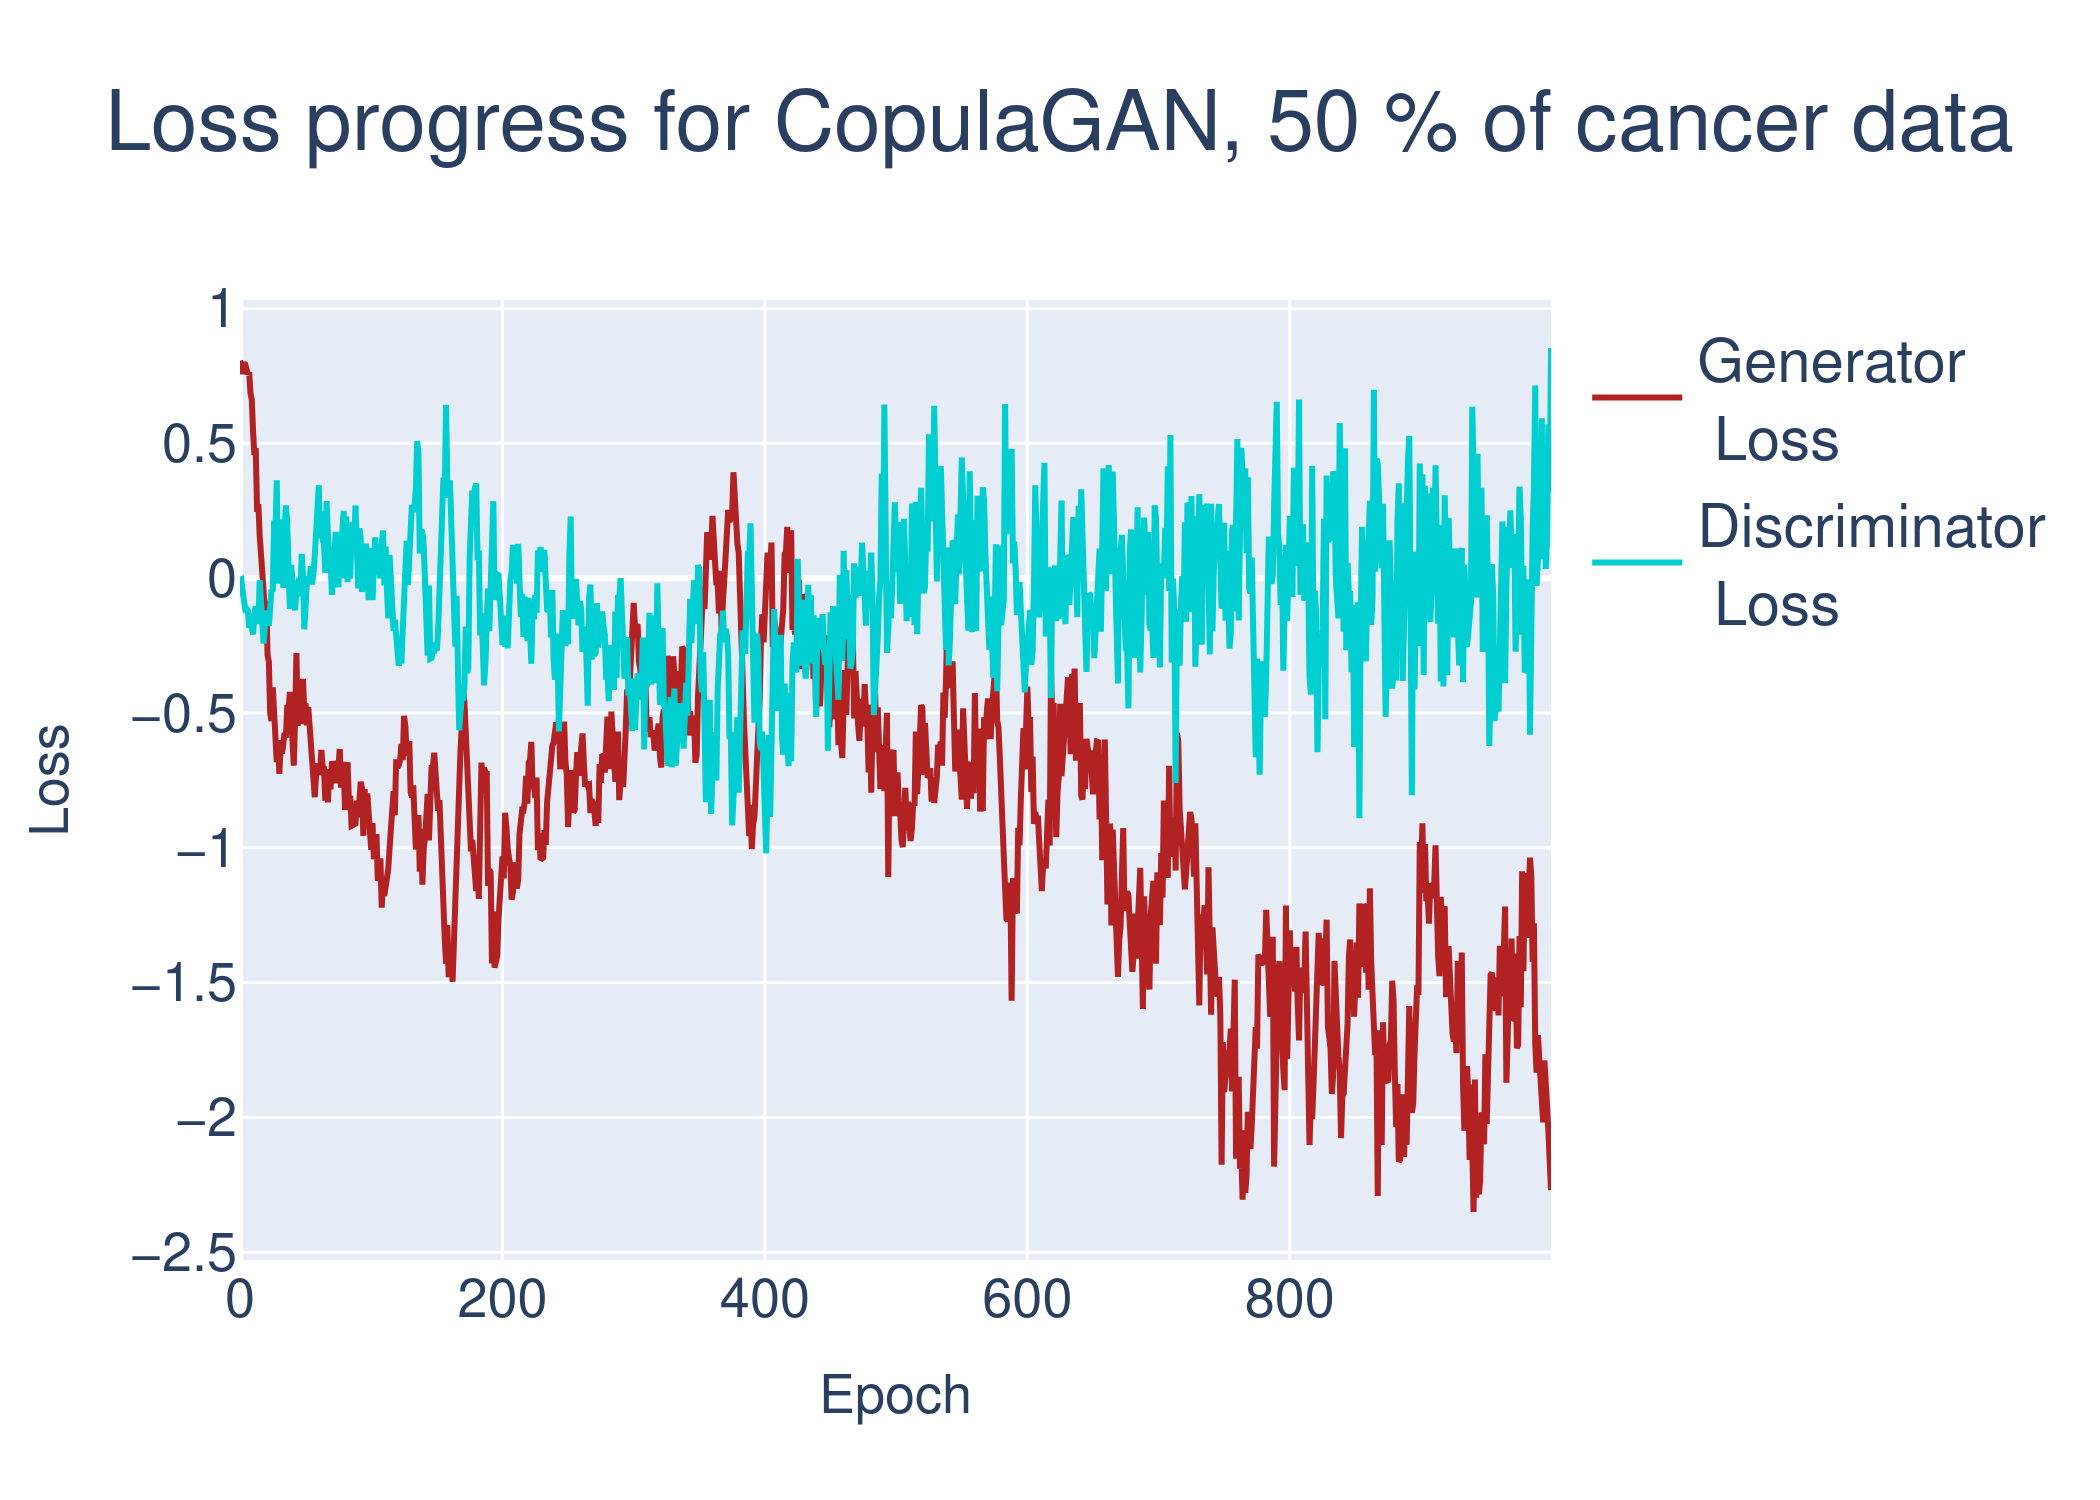 Loss progress for CopulaGAN, 50 % of cancer data
1
0.5
0
−0.5
−1
−1.5
−2
−2.5
Loss
0 200 400 600 800
Epoch
Generator
Loss
Discriminator
Loss